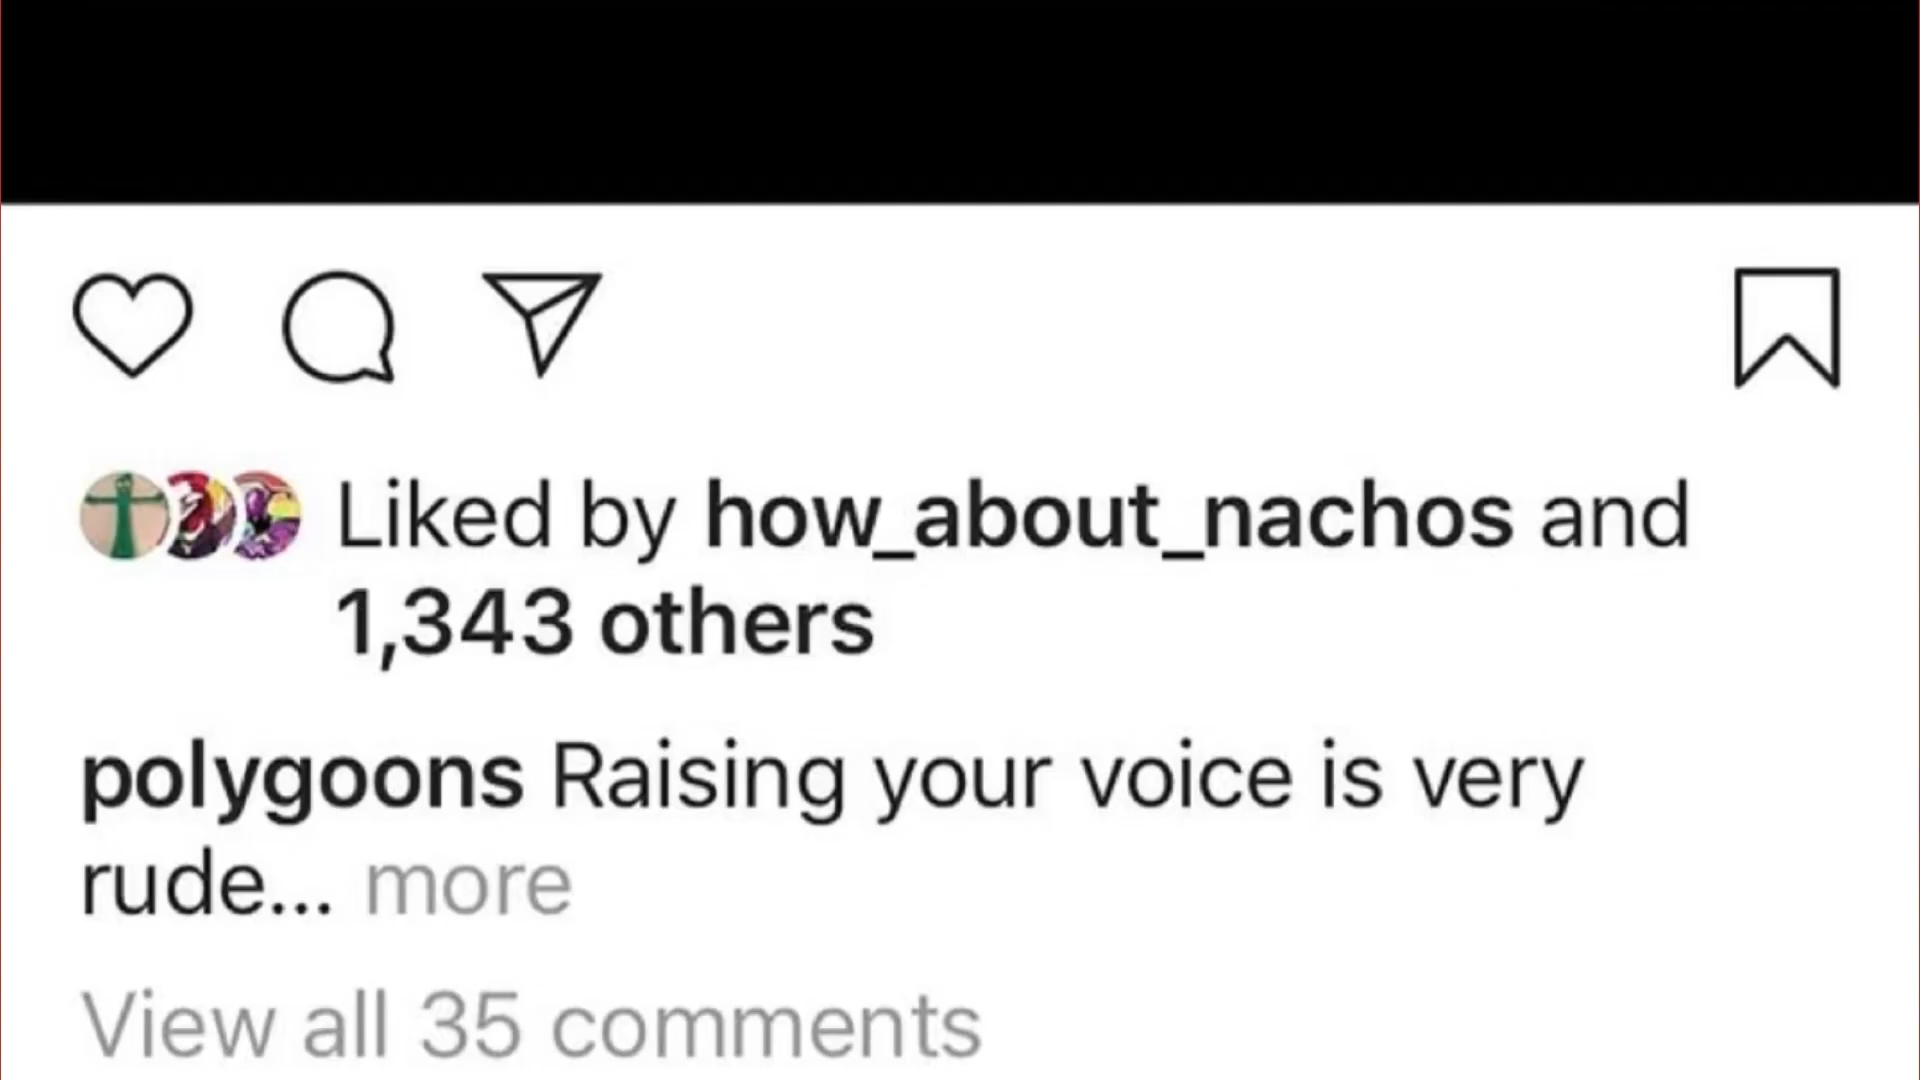 Liked by how_about_nachos and
1,343 others
polygoons Raising your voice is very
rude... more
View all 35 comments